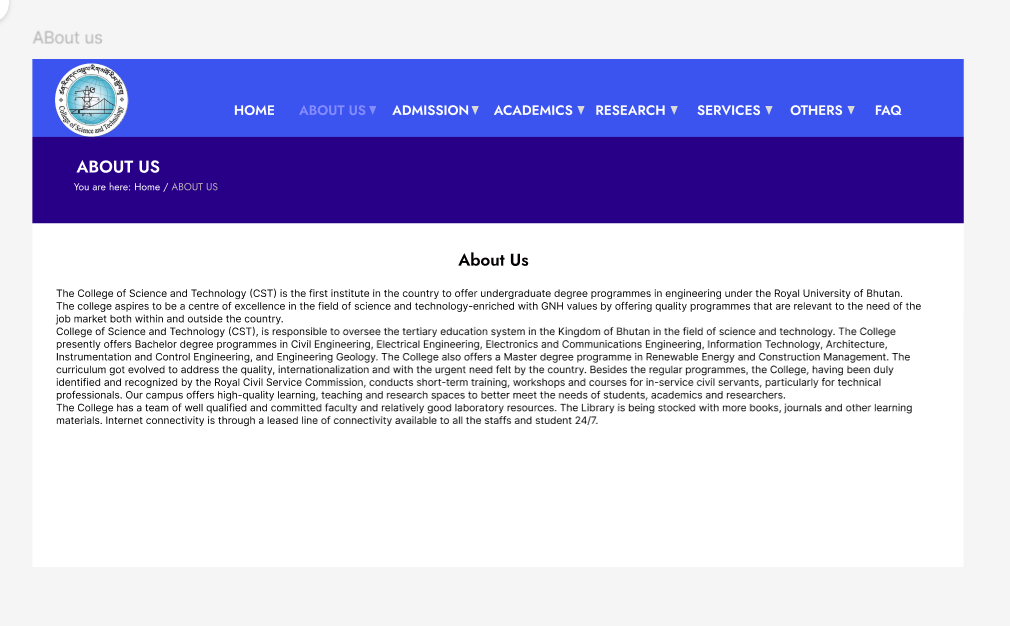 ABout us
College of Science and Technology
HOME ABOUT US ▼ ADMISSION ▼ ACADEMICS ▼ RESEARCH ▼ SERVICES ▼ OTHERS ▼ FAQ
ABOUT US
You are here: Home / ABOUT US
About Us
The College of Science and Technology (CST) is the first institute in the country to offer undergraduate degree programmes in engineering under the Royal University of Bhutan.
The college aspires to be a centre of excellence in the field of science and technology-enriched with GNH values by offering quality programmes that are relevant to the need of the
job market both within and outside the country.
College of Science and Technology (CST), is responsible to oversee the tertiary education system in the Kingdom of Bhutan in the field of science and technology. The College
presently offers Bachelor degree programmes in Civil Engineering, Electrical Engineering, Electronics and Communications Engineering, Information Technology, Architecture,
Instrumentation and Control Engineering, and Engineering Geology. The College also offers a Master degree programme in Renewable Energy and Construction Management. The
curriculum got evolved to address the quality, internationalization and with the urgent need felt by the country. Besides the regular programmes, the College, having been duly
identified and recognized by the Royal Civil Service Commission, conducts short-term training, workshops and courses for in-service civil servants, particularly for technical
professionals. Our campus offers high-quality learning, teaching and research spaces to better meet the needs of students, academics and researchers.
The College has a team of well qualified and committed faculty and relatively good laboratory resources. The Library is being stocked with more books, journals and other learning
materials. Internet connectivity is through a leased line of connectivity available to all the staffs and student 24/7.